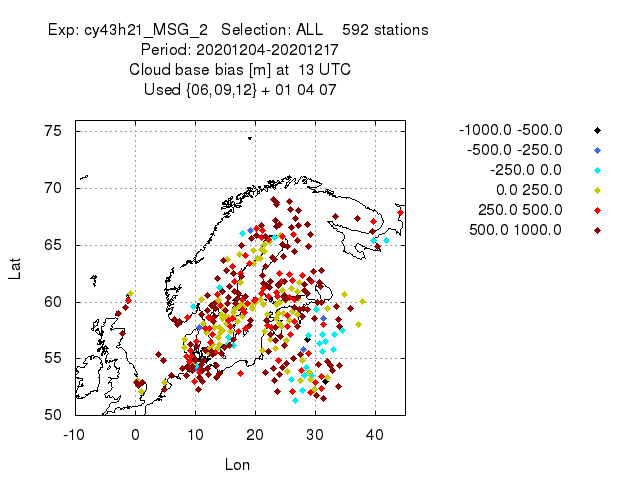 Exp: cy43h21_MSG_2   Selection: ALL    592 stations
Period: 20201204-20201217
Cloud base bias [m] at  13 UTC
Used {06,09,12} + 01 04 07
-1000.0 -500.0
-500.0 -250.0
-250.0 0.0
0.0 250.0
250.0 500.0
500.0 1000.0
75
70
65
60
55
50
Lat
-10 0 10 20 30 40
Lon